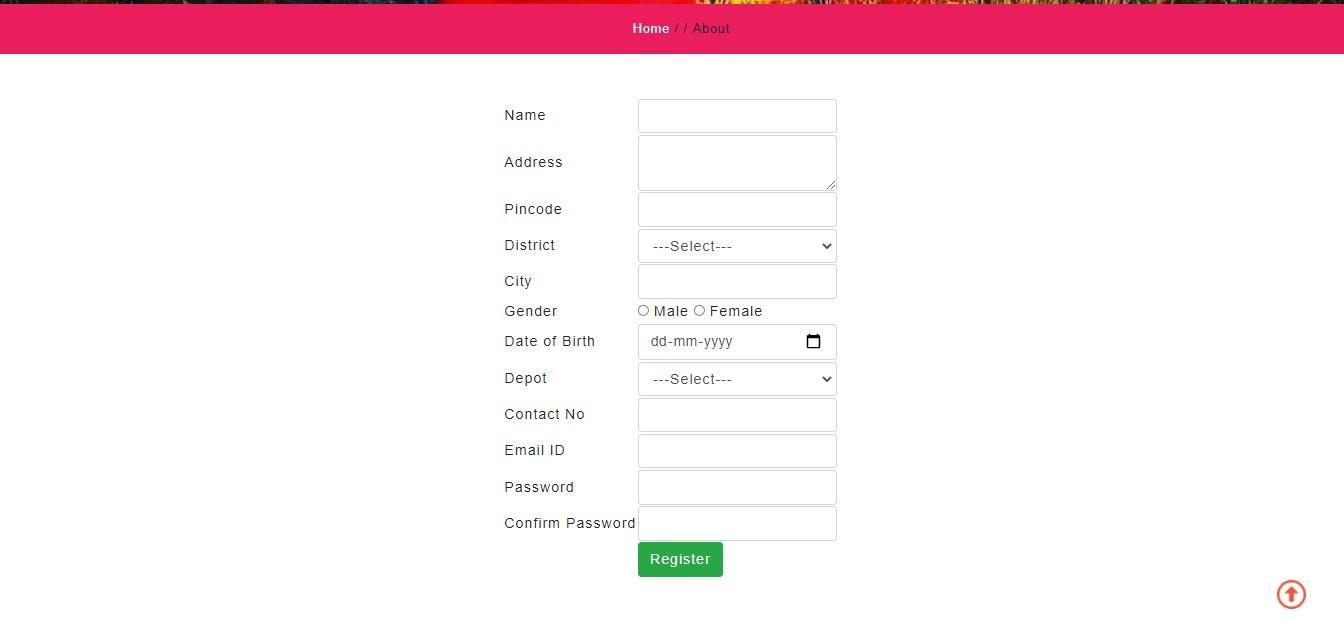 Home / / About
Name
Address
Pincode
District ---Select---
City
Gender Male Female
Date of Birth dd-mm-yyyy
Depot ---Select---
Contact No
Email ID
Password
Confirm Password
Register